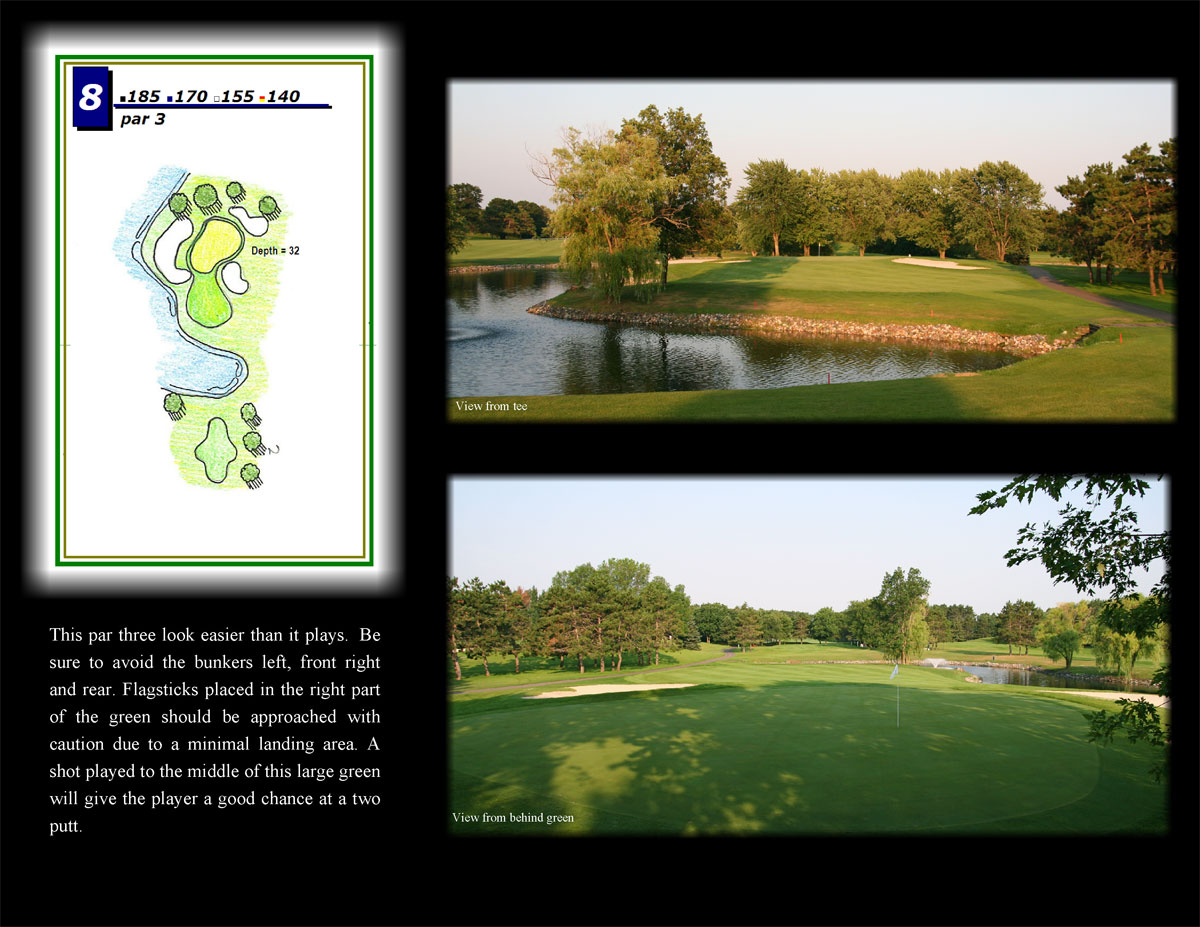 8
185 170 155 140
par 3
Depth = 32
This par three look easier than it plays. Be
sure to avoid the bunkers left, front right
and rear. Flagsticks placed in the right part
of the green should be approached with
caution due to a minimal landing area. A
shot played to the middle of this large green
will give the player a good chance at a two
putt.
View from tee
View from behind green